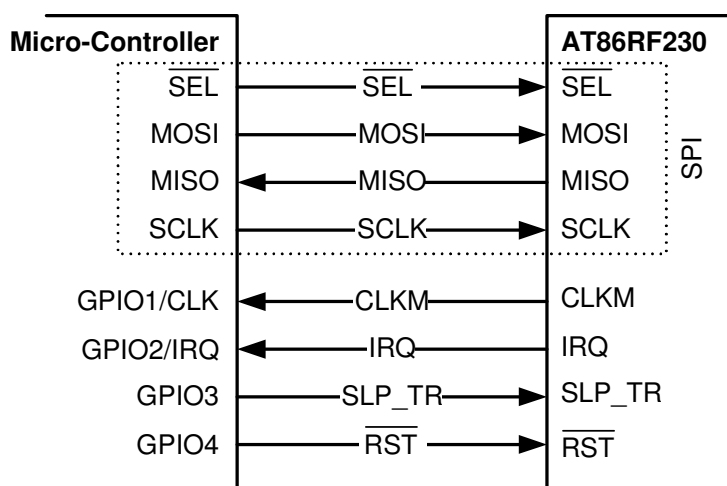 Micro-Controller AT86RF230
SEL SEL SEL
MOSI MOSI MOSI
MISO MISO MISO
SCLK SCLK SCLK
SPI
GPIO1/CLK CLKM CLKM
GPIO2/IRQ IRQ IRQ
GPIO3 SLP_TR SLP_TR
GPIO4 RST RST